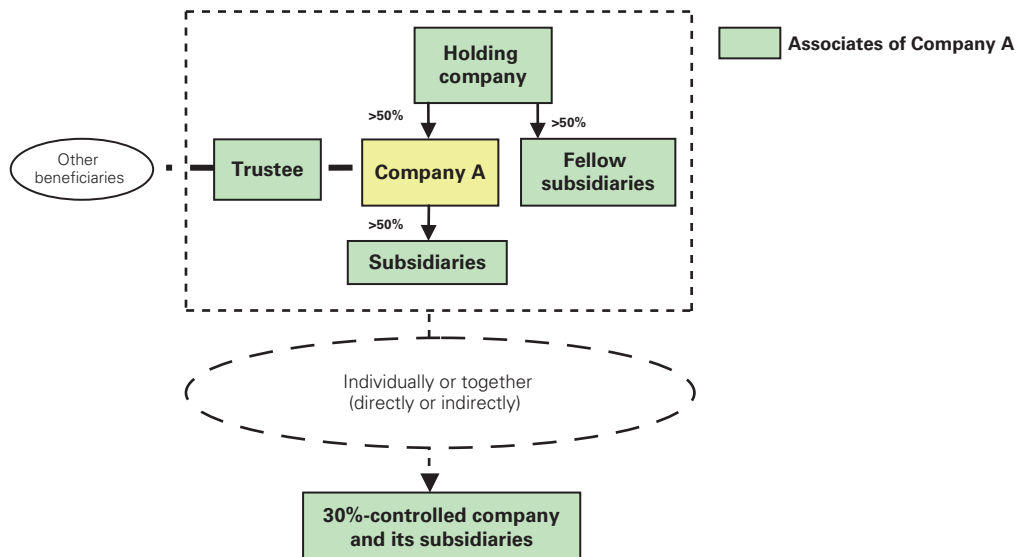 Holding
company
Associates of Company A
>50%
>50%
Other
beneficiaries
Trustee
Company A
Fellow
subsidiaries
>50%
Subsidiaries
Individually or together
(directly or indirectly)
30%-controlled company
and its subsidiaries